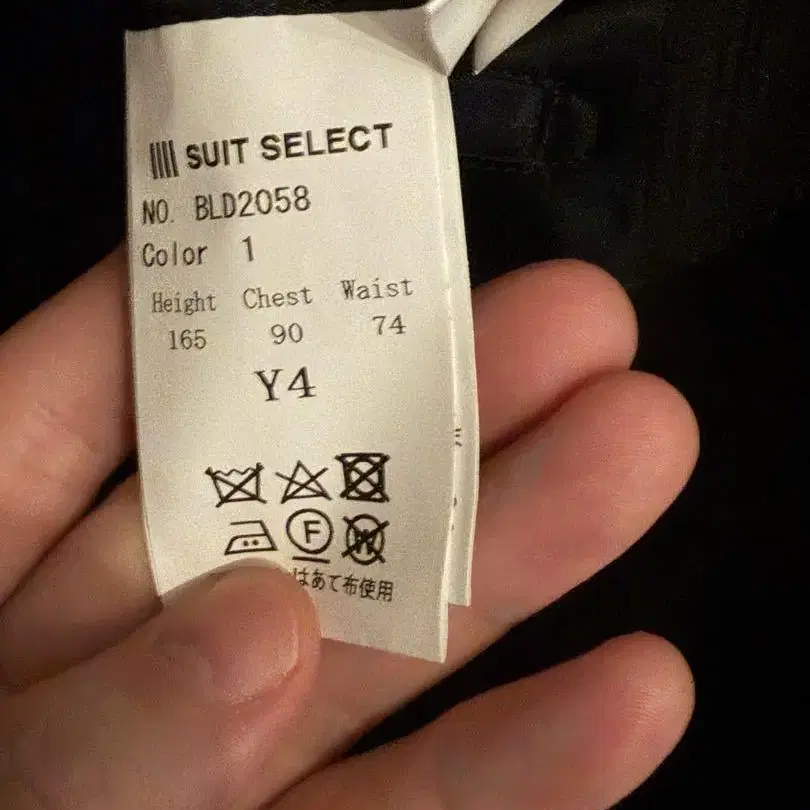 SUIT SELECT
NO. BLD2058
Color 1
Height Chest Waist
165 90 74
Y4
F
W
はあて布使用